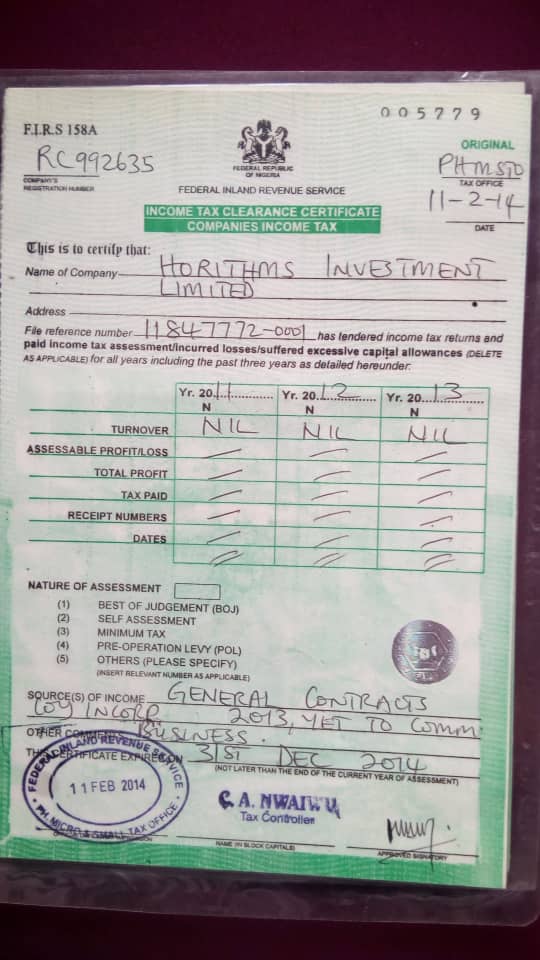 005779
F.I.R.S 158A
ORIGINAL
RC992635
COMPANY'S
REGISTRATION NUMBER
FEDERAL REPUBLIC
OF NIGERIA
PHMSTO
TAX OFFICE
FEDERAL INLAND REVENUE SERVICE
11-2-14
DATE
INCOME TAX CLEARANCE CERTIFICATE
COMPANIES INCOME TAX
This is to certify that:
Name of Company HORITHMS INVESTMENT
LIMITED
Address
File reference number 11847772-0001 has tendered income tax returns and
paid income tax assessment/incurred losses/suffered excessive capital allowances (DELETE
AS APPLICABLE) for all years including the past three years as detailed hereunder:
Yr. 2011 Yr. 2012 Yr. 2013
N N N
TURNOVER NIL NIL NIL
ASSESSABLE PROFIT/LOSS
TOTAL PROFIT
TAX PAID
RECEIPT NUMBERS
DATES
NATURE OF ASSESSMENT
(1) BEST OF JUDGEMENT (BOJ)
(2) SELF ASSESSMENT
(3) MINIMUM TAX
(4) PRE-OPERATION LEVY (POL)
(5) OTHERS (PLEASE SPECIFY)
(INSERT RELEVANT NUMBER AS APPLICABLE)
SOURCE(S) OF INCOME GENERAL CONTRACTS
COY INCORP. 2013, YET TO COMM
OTHER COMMENTS BUSINESS.
THIS CERTIFICATE EXPIRED ON 31ST DEC 2014
(NOT LATER THAN THE END OF THE CURRENT YEAR OF ASSESSMENT)
FEDERAL INLAND REVENUE SERVICE
11 FEB 2014
PH MICRO & SMALL TAX OFFICE
C. A. NWAIWU
Tax Controller
NAME (IN BLOCK CAPITALS)
APPROVED SIGNATORY